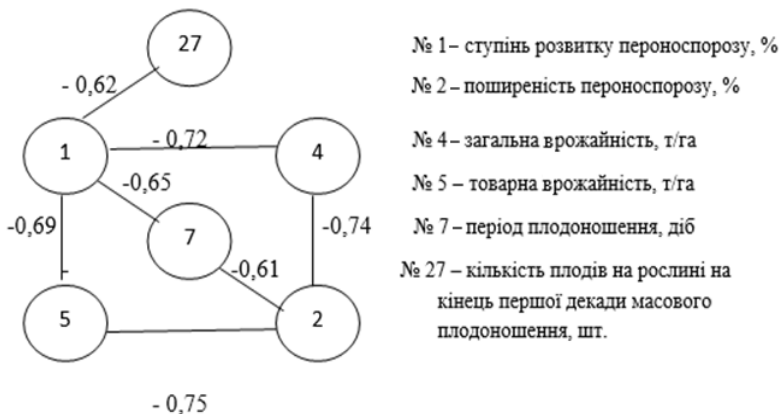 27
- 0,62
1
- 0,72
4
-0,65
-0,69
7
-0,74
-0,61
5
2
- 0,75
№ 1– ступінь розвитку пероноспорозу, %
№ 2 – поширеність пероноспорозу, %
№ 4 – загальна врожайність, т/га
№ 5 – товарна врожайність, т/га
№ 7 – період плодоношення, діб
№ 27 – кількість плодів на рослині на
кінець першої декади масового
плодоношення, шт.